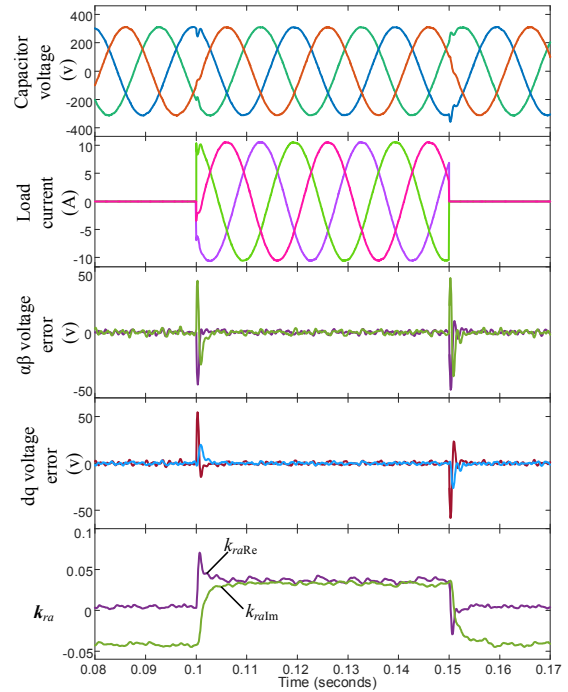 Capacitor
voltage
(v)
400
200
0
-200
-400
Load
current
(A)
10
5
0
-5
-10
αβ voltage
error
(v)
50
0
-50
dq voltage
error
(v)
50
0
-50
k_ra
0.1
0.05
0
-0.05
k_raRe
k_raIm
0.08 0.09 0.1 0.11 0.12 0.13 0.14 0.15 0.16 0.17
Time (seconds)